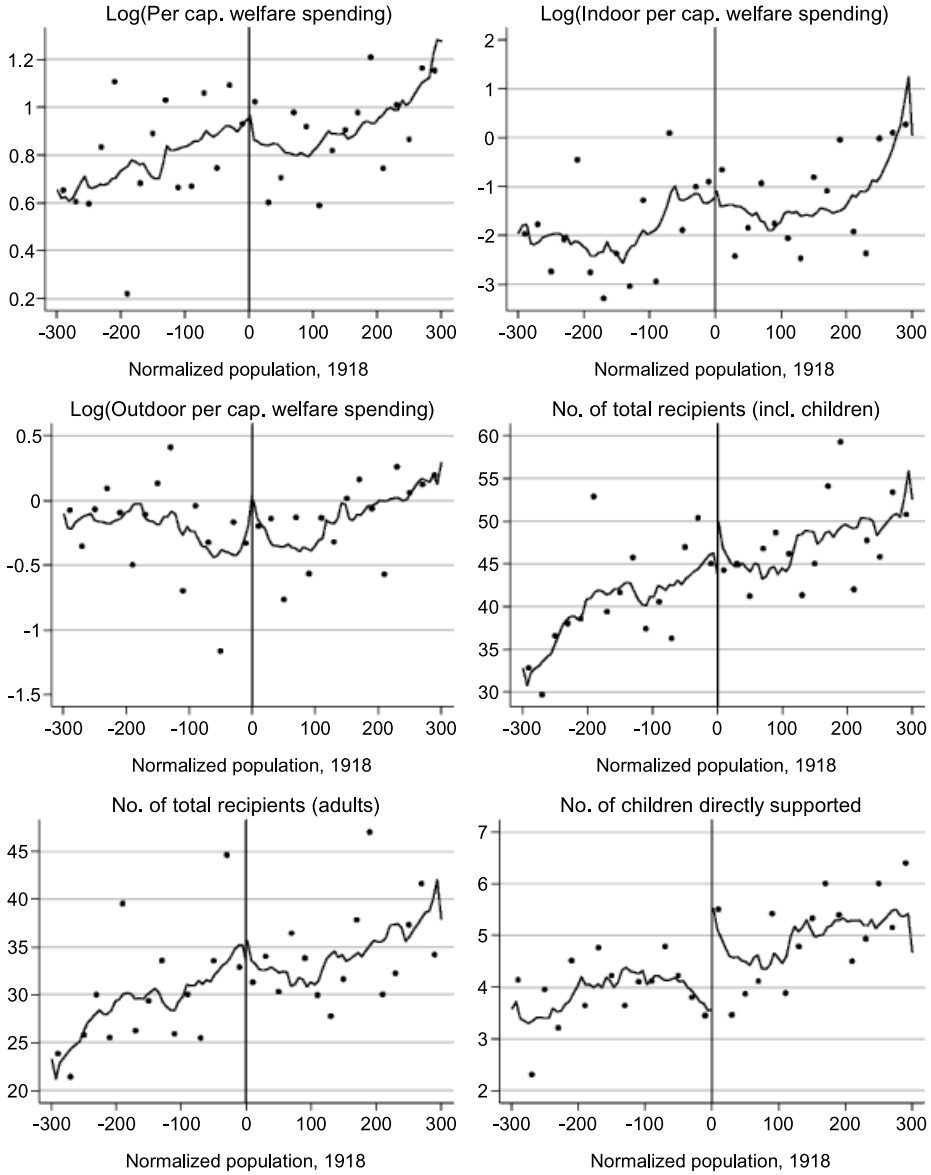 Log(Per cap. welfare spending)
1.2
1
0.8
0.6
0.4
0.2
-300 -200 -100 0 100 200 300
Normalized population, 1918
Log(Indoor per cap. welfare spending)
2
1
0
-1
-2
-3
-300 -200 -100 0 100 200 300
Normalized population, 1918
Log(Outdoor per cap. welfare spending)
0.5
0
-0.5
-1
-1.5
-300 -200 -100 0 100 200 300
Normalized population, 1918
No. of total recipients (incl. children)
60
55
50
45
40
35
30
-300 -200 -100 0 100 200 300
Normalized population, 1918
No. of total recipients (adults)
45
40
35
30
25
20
-300 -200 -100 0 100 200 300
Normalized population, 1918
No. of children directly supported
7
6
5
4
3
2
-300 -200 -100 0 100 200 300
Normalized population, 1918